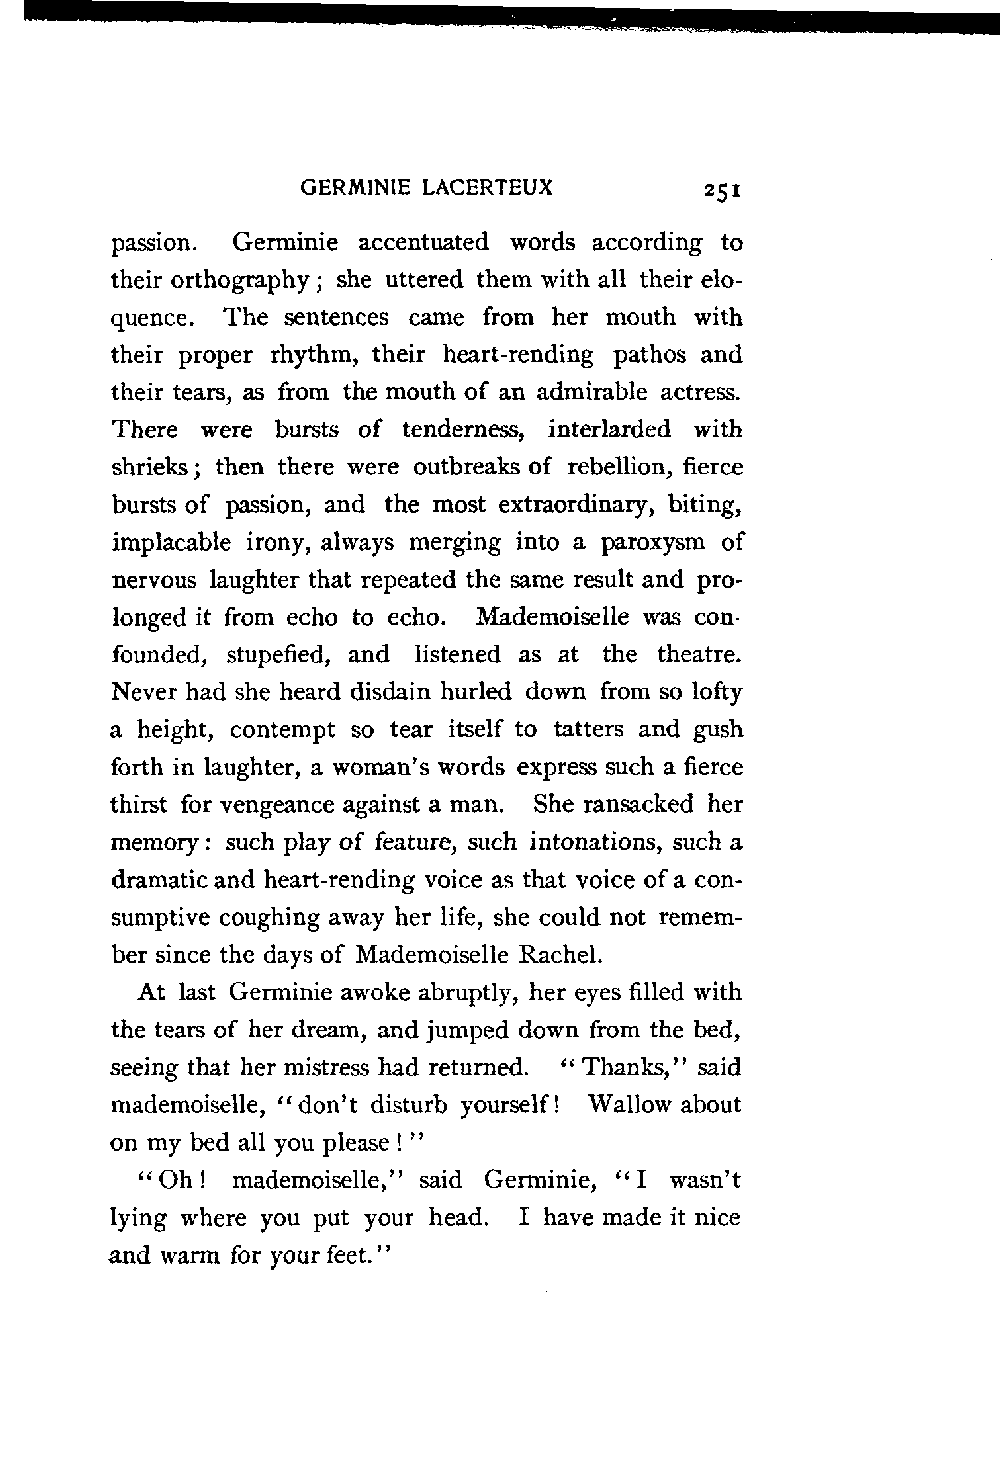 GERMINIE LACERTEUX 251
passion. Germinie accentuated words according to
their orthography; she uttered them with all their elo-
quence. The sentences came from her mouth with
their proper rhythm, their heart-rending pathos and
their tears, as from the mouth of an admirable actress.
There were bursts of tenderness, interlarded with
shrieks; then there were outbreaks of rebellion, fierce
bursts of passion, and the most extraordinary, biting,
implacable irony, always merging into a paroxysm of
nervous laughter that repeated the same result and pro-
longed it from echo to echo. Mademoiselle was con-
founded, stupefied, and listened as at the theatre.
Never had she heard disdain hurled down from so lofty
a height, contempt so tear itself to tatters and gush
forth in laughter, a woman's words express such a fierce
thirst for vengeance against a man. She ransacked her
memory: such play of feature, such intonations, such a
dramatic and heart-rending voice as that voice of a con-
sumptive coughing away her life, she could not remem-
ber since the days of Mademoiselle Rachel.
At last Germinie awoke abruptly, her eyes filled with
the tears of her dream, and jumped down from the bed,
seeing that her mistress had returned. "Thanks," said
mademoiselle, "don't disturb yourself! Wallow about
on my bed all you please!"
"Oh! mademoiselle," said Germinie, "I wasn't
lying where you put your head. I have made it nice
and warm for your feet."